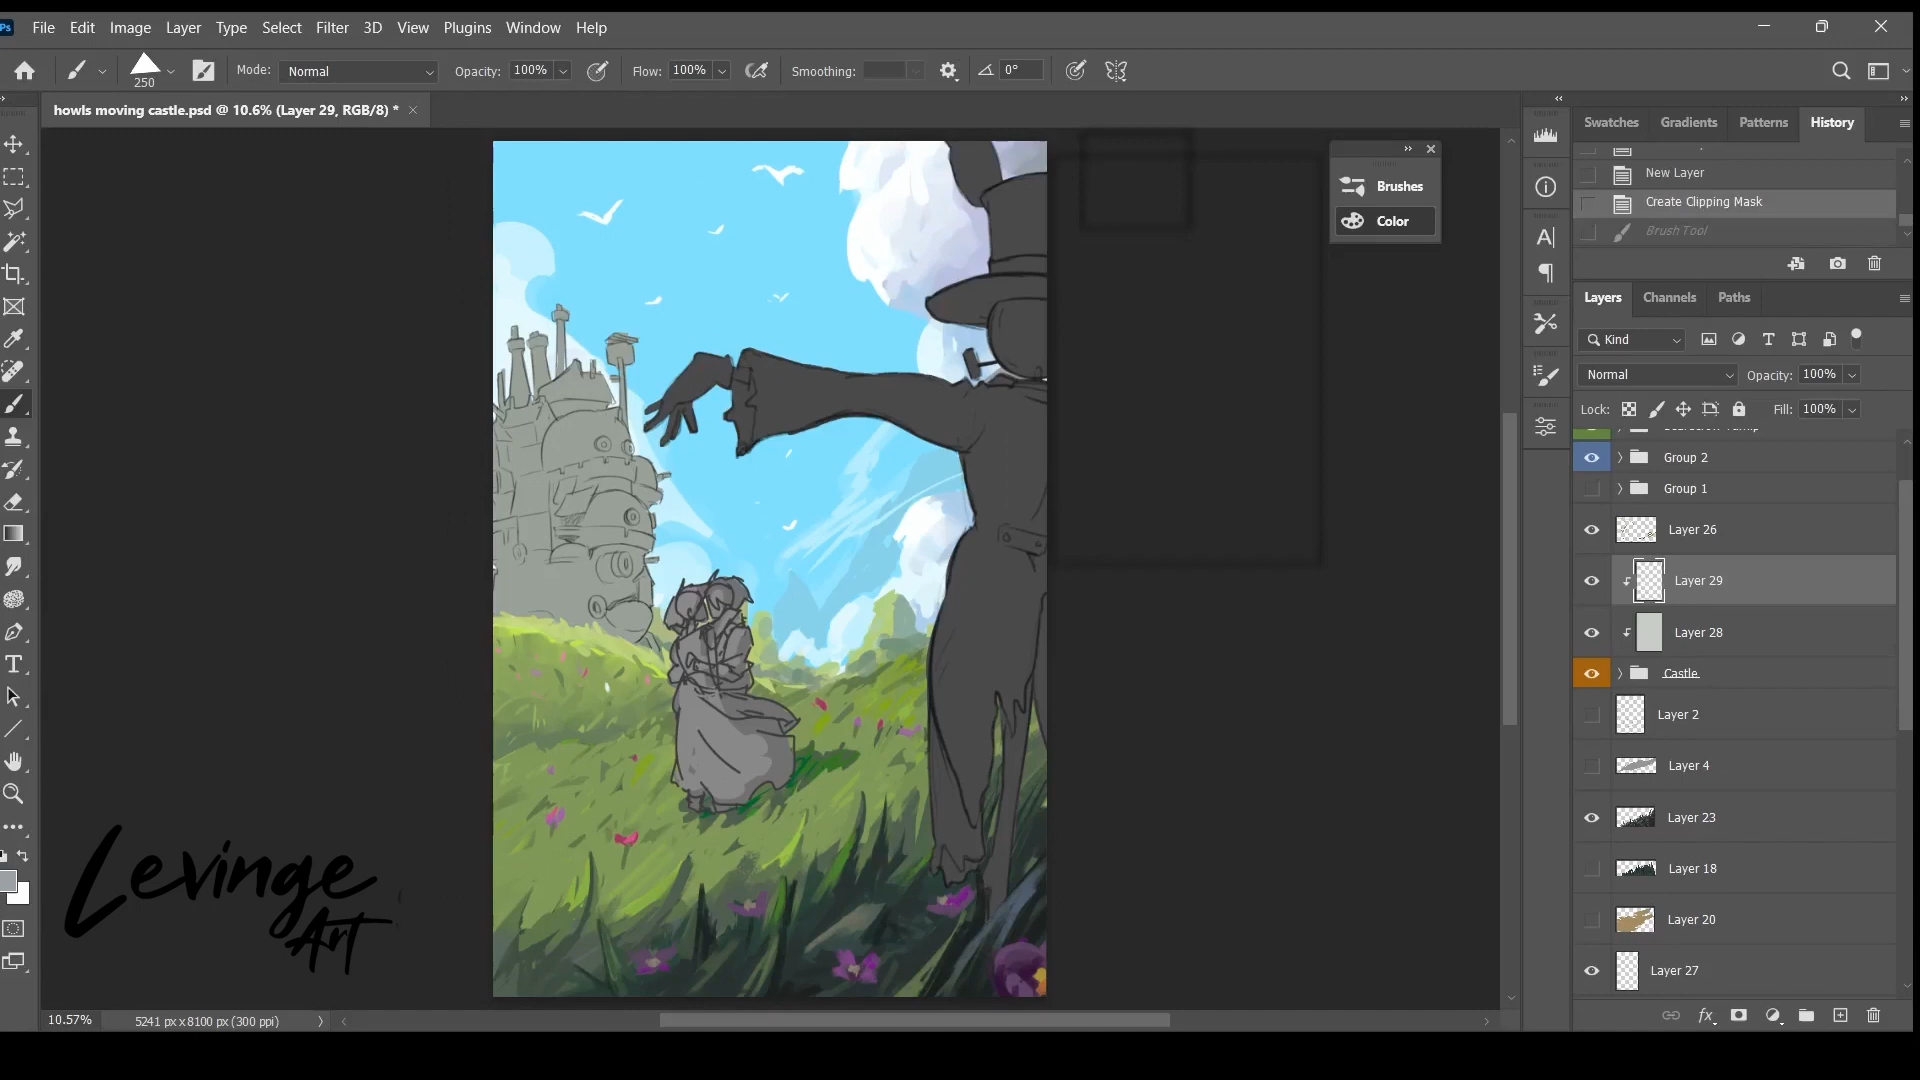 Ps File Edit Image Layer Type Select Filter 3D View Plugins Window Help
250 Mode: Normal Opacity: 100% Flow: 100% Smoothing: 0°
howls moving castle.psd @ 10.6% (Layer 29, RGB/8) *
Brushes
Color
Swatches Gradients Patterns History
New Layer
Create Clipping Mask
Brush Tool
Layers Channels Paths
Kind
Normal Opacity: 100%
Lock: Fill: 100%
Group 2
Group 1
Layer 26
Layer 29
Layer 28
Castle
Layer 2
Layer 4
Layer 23
Layer 18
Layer 20
Layer 27
Levinge
Art
10.57% 5241 px x 8100 px (300 ppi)